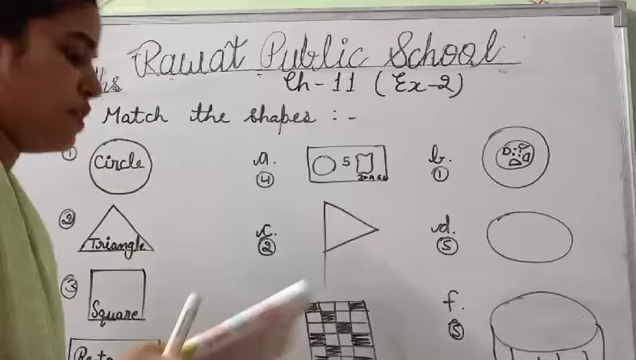 Rawat Public School
Ch-11 (Ex-2)
Match the shapes :-
① Circle
a. ④
5
b. ①
② Triangle
c. ②
d. ⑤
③ Square
f. ⑤